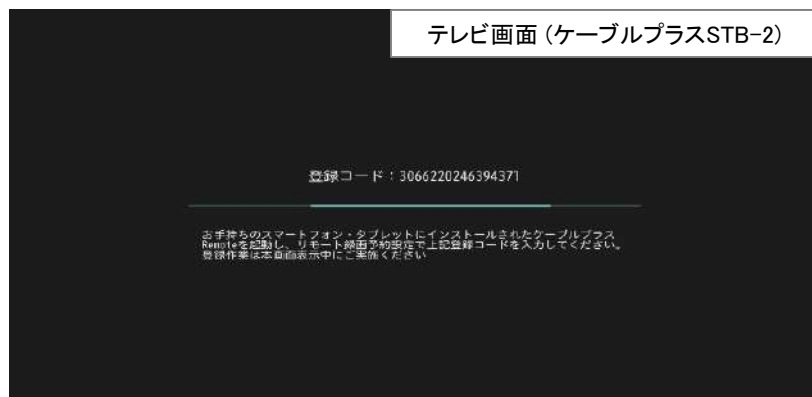 テレビ画面(ケーブルプラスSTB-2)
登録コード：3066220246394371
お手持ちのスマートフォン・タブレットにインストールされたケーブルプラス
Remoteを起動し、リモート録画予約設定で上記登録コードを入力してください。
登録作業は本画面表示中にご実施ください